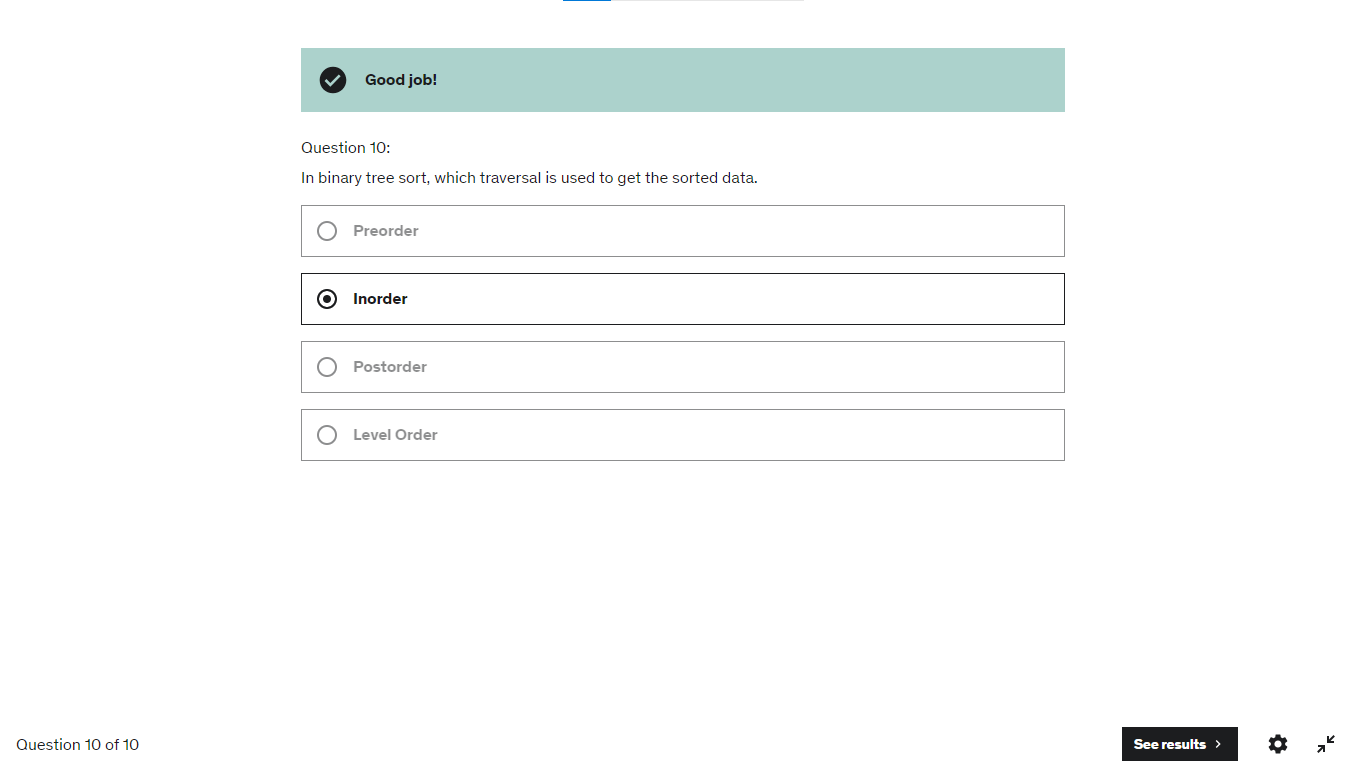 Good job!
Question 10:
In binary tree sort, which traversal is used to get the sorted data.
Preorder
Inorder
Postorder
Level Order
Question 10 of 10
See results